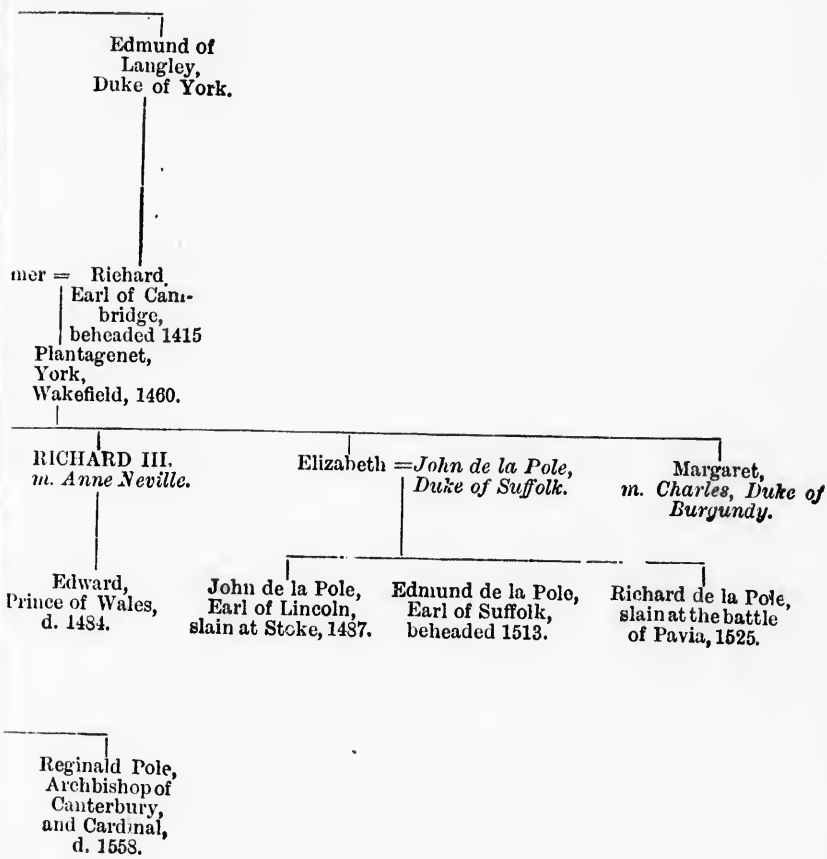 Edmund of
Langley,
Duke of York.
mer = Richard,
Earl of Cam-
bridge,
beheaded 1415
Plantagenet,
York,
Wakefield, 1460.
RICHARD III.
m. Anne Neville.
Elizabeth = John de la Pole,
Duke of Suffolk.
Margaret,
m. Charles, Duke of
Burgundy.
Edward,
Prince of Wales,
d. 1484.
John de la Pole,
Earl of Lincoln,
slain at Stoke, 1487.
Edmund de la Pole,
Earl of Suffolk,
beheaded 1513.
Richard de la Pole,
slain at the battle
of Pavia, 1525.
Reginald Pole,
Archbishop of
Canterbury,
and Cardinal,
d. 1558.